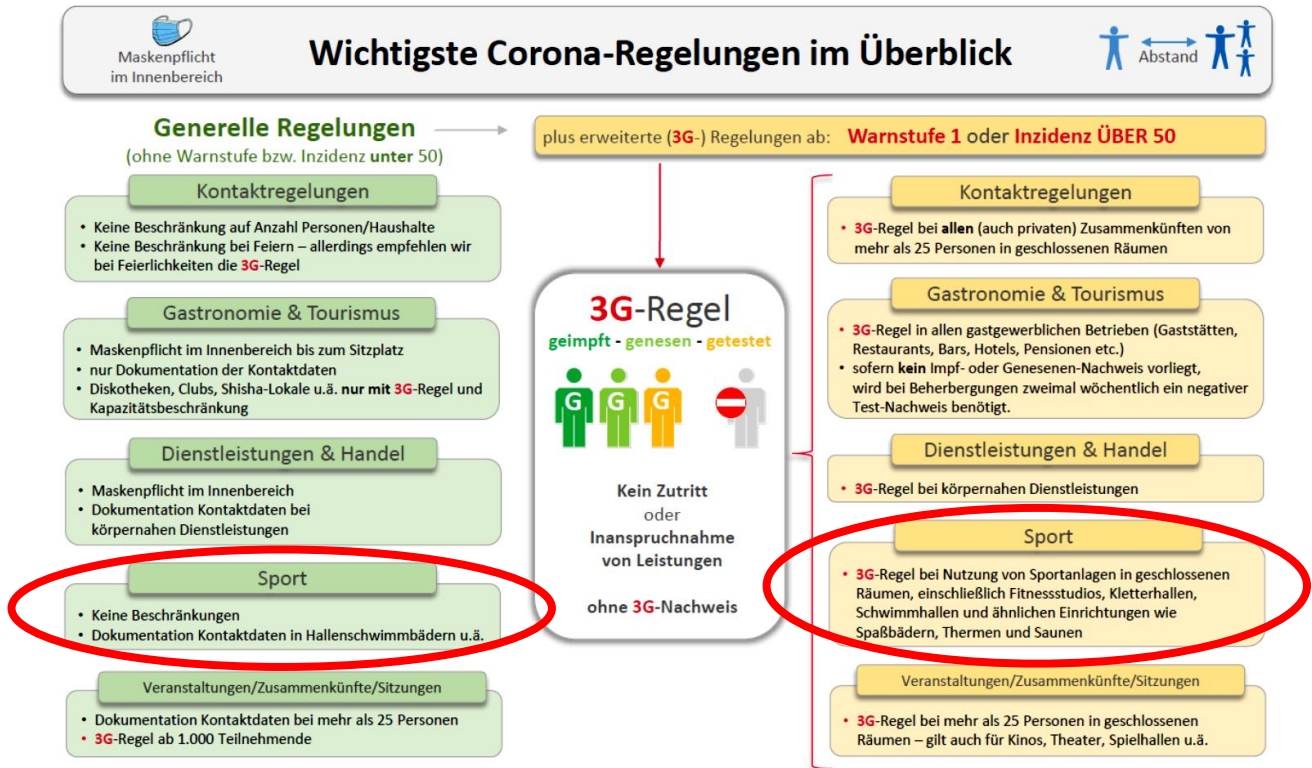 Maskenpflicht
im Innenbereich
Wichtigste Corona-Regelungen im Überblick
Abstand
Generelle Regelungen
(ohne Warnstufe bzw. Inzidenz unter 50)
plus erweiterte (3G-) Regelungen ab: Warnstufe 1 oder Inzidenz ÜBER 50
Kontaktregelungen
• Keine Beschränkung auf Anzahl Personen/Haushalte
• Keine Beschränkung bei Feiern – allerdings empfehlen wir
bei Feierlichkeiten die 3G-Regel
Gastronomie & Tourismus
• Maskenpflicht im Innenbereich bis zum Sitzplatz
• nur Dokumentation der Kontaktdaten
• Diskotheken, Clubs, Shisha-Lokale u.ä. nur mit 3G-Regel und
Kapazitätsbeschränkung
Dienstleistungen & Handel
• Maskenpflicht im Innenbereich
• Dokumentation Kontaktdaten bei
körpernahen Dienstleistungen
Sport
• Keine Beschränkungen
• Dokumentation Kontaktdaten in Hallenschwimmbädern u.ä.
Veranstaltungen/Zusammenkünfte/Sitzungen
• Dokumentation Kontaktdaten bei mehr als 25 Personen
• 3G-Regel ab 1.000 Teilnehmende
3G-Regel
geimpft - genesen - getestet
G G G
Kein Zutritt
oder
Inanspruchnahme
von Leistungen
ohne 3G-Nachweis
Kontaktregelungen
• 3G-Regel bei allen (auch privaten) Zusammenkünften von
mehr als 25 Personen in geschlossenen Räumen
Gastronomie & Tourismus
• 3G-Regel in allen gastgewerblichen Betrieben (Gaststätten,
Restaurants, Bars, Hotels, Pensionen etc.)
• sofern kein Impf- oder Genesenen-Nachweis vorliegt,
wird bei Beherbergungen zweimal wöchentlich ein negativer
Test-Nachweis benötigt.
Dienstleistungen & Handel
• 3G-Regel bei körpernahen Dienstleistungen
Sport
• 3G-Regel bei Nutzung von Sportanlagen in geschlossenen
Räumen, einschließlich Fitnessstudios, Kletterhallen,
Schwimmhallen und ähnlichen Einrichtungen wie
Spaßbädern, Thermen und Saunen
Veranstaltungen/Zusammenkünfte/Sitzungen
• 3G-Regel bei mehr als 25 Personen in geschlossenen
Räumen – gilt auch für Kinos, Theater, Spielhallen u.ä.